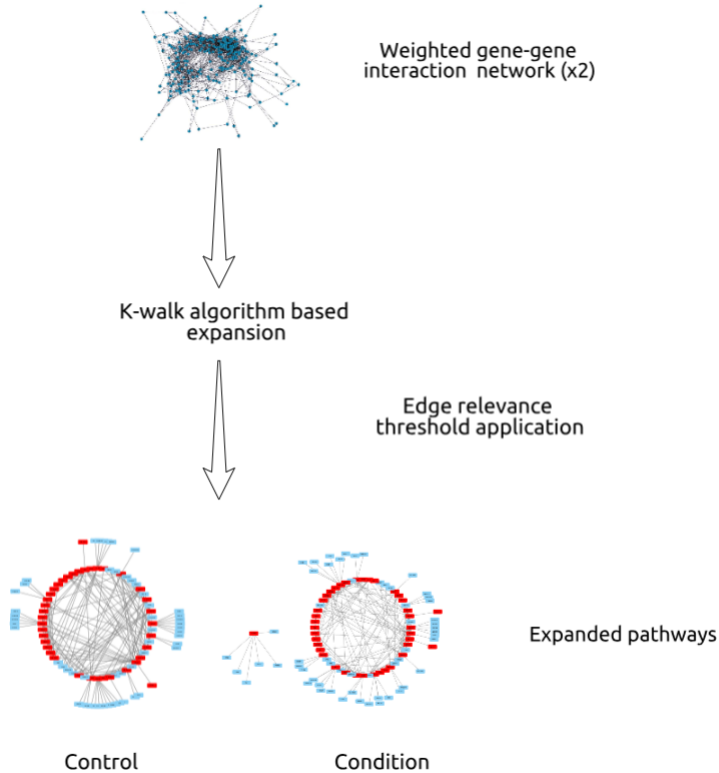 Weighted gene-gene
interaction network (x2)
K-walk algorithm based
expansion
Edge relevance
threshold application
Expanded pathways
Control
Condition